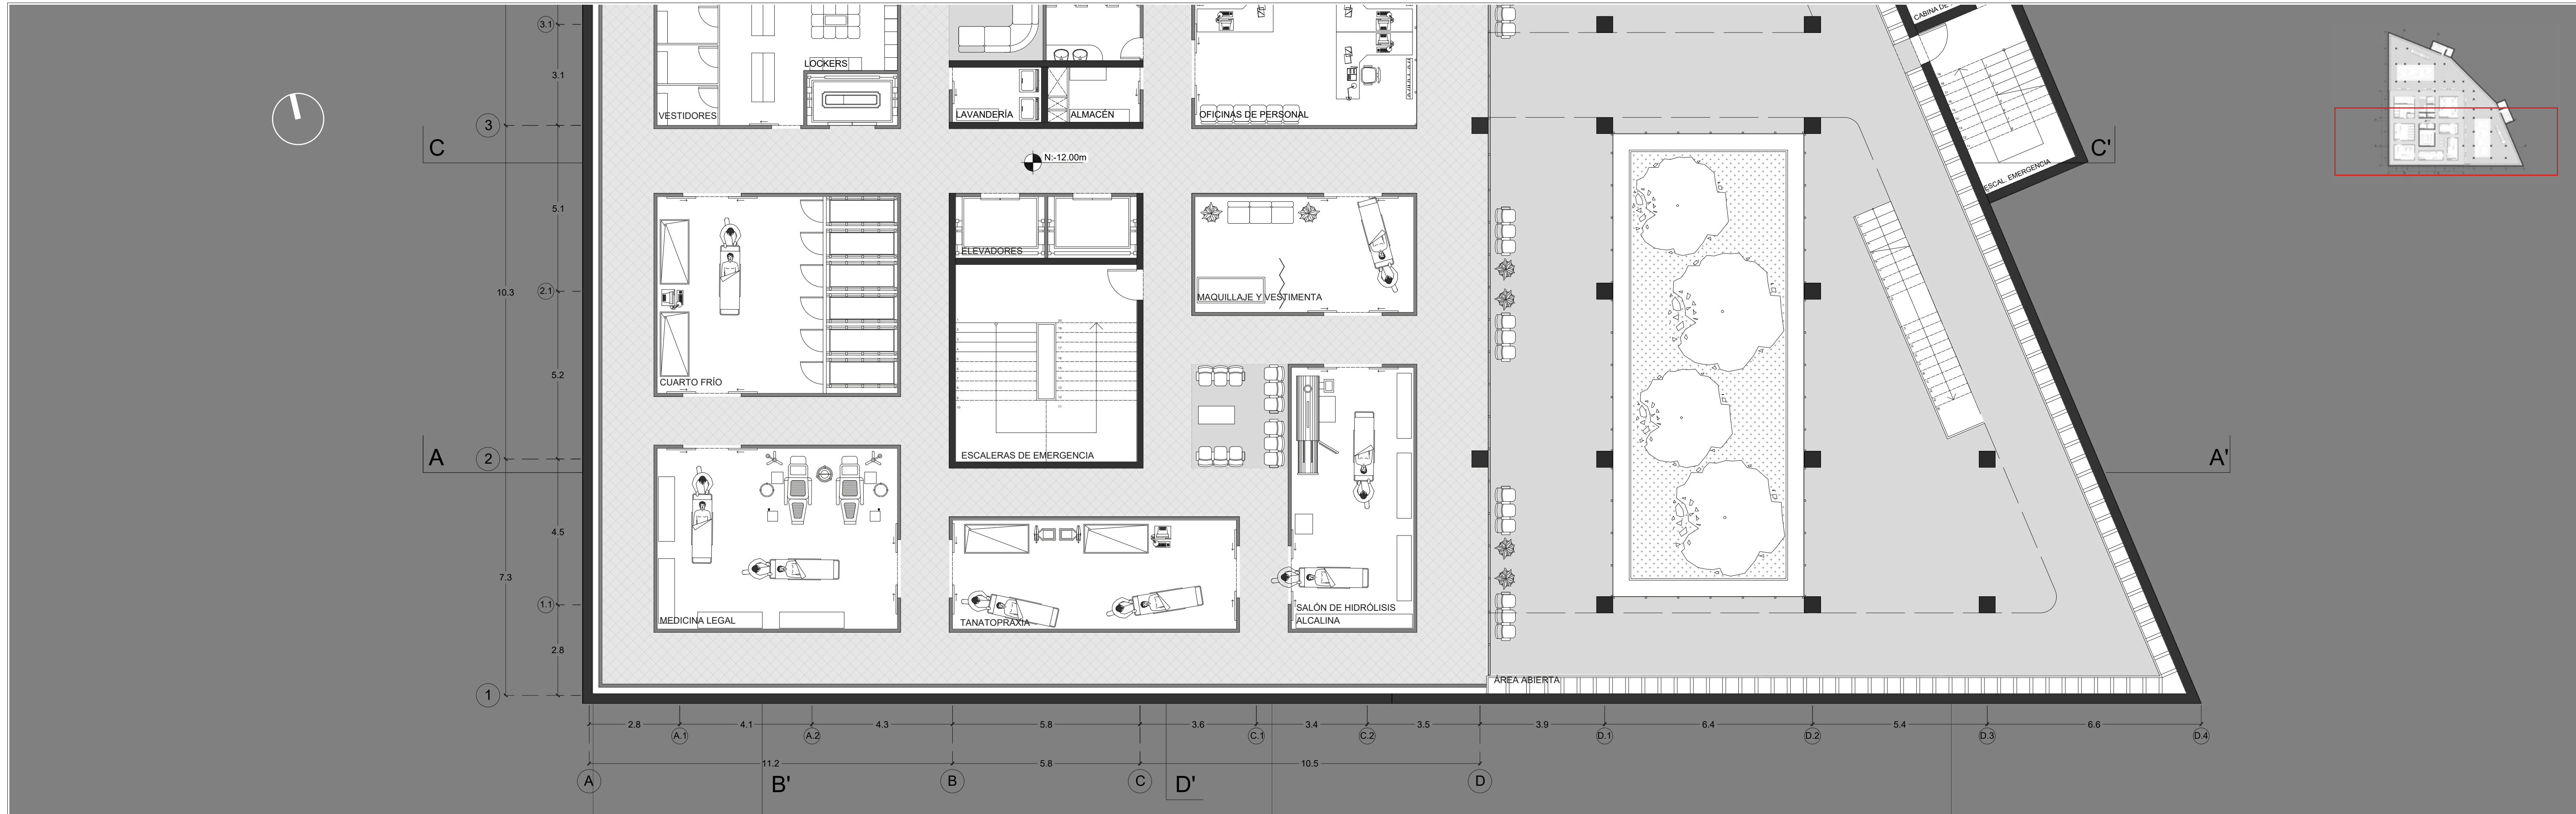 3.1
CABINA DE
3.1
LOCKERS
VESTIDORES
LAVANDERÍA
ALMACÉN
OFICINAS DE PERSONAL
3
C
C'
N:-12.00m
ESCAL. EMERGENCIA
5.1
ELEVADORES
10.3
2.1
MAQUILLAJE Y VESTIMENTA
5.2
CUARTO FRÍO
A
2
ESCALERAS DE EMERGENCIA
A'
4.5
7.3
1.1
SALÓN DE HIDRÓLISIS
ALCALINA
MEDICINA LEGAL
TANATOPRAXIA
2.8
ÁREA ABIERTA
1
2.8
4.1
4.3
5.8
3.6
3.4
3.5
3.9
6.4
5.4
6.6
A.1
A.2
C.1
C.2
D.1
D.2
D.3
D.4
11.2
5.8
10.5
A
B'
B
C
D'
D